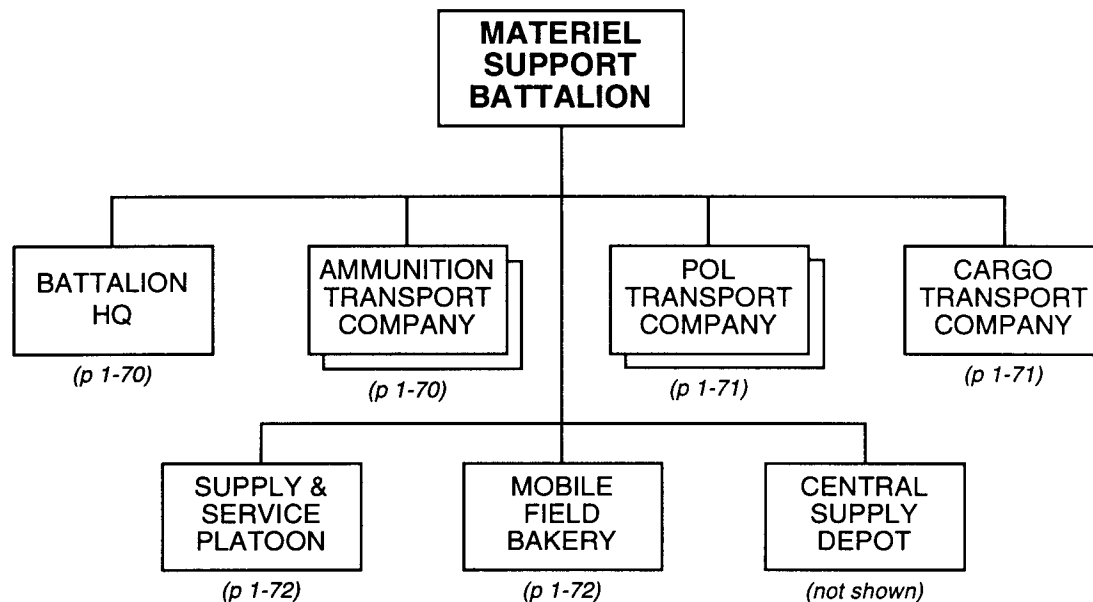 MATERIEL
SUPPORT
BATTALION
BATTALION
HQ
(p 1-70)
AMMUNITION
TRANSPORT
COMPANY
(p 1-70)
POL
TRANSPORT
COMPANY
(p 1-71)
CARGO
TRANSPORT
COMPANY
(p 1-71)
SUPPLY &
SERVICE
PLATOON
(p 1-72)
MOBILE
FIELD
BAKERY
(p 1-72)
CENTRAL
SUPPLY
DEPOT
(not shown)